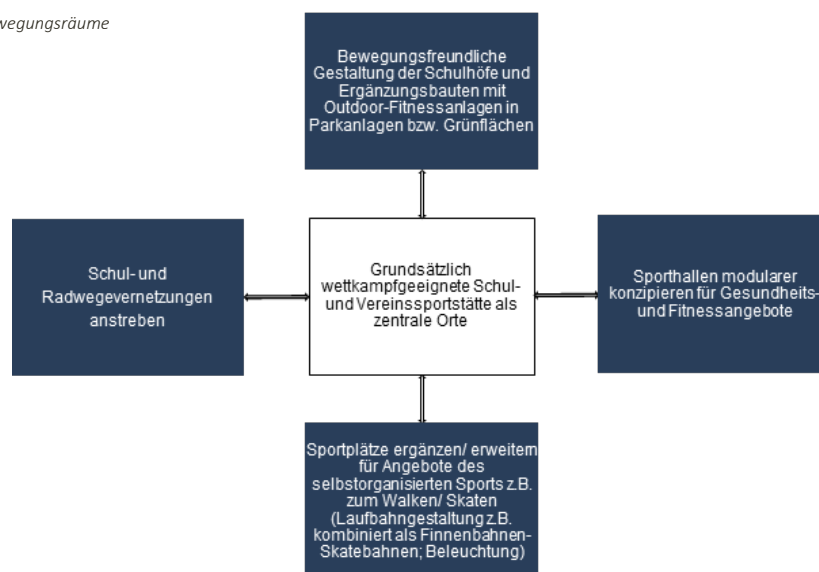 wegungsräume
Bewegungsfreundliche
Gestaltung der Schulhöfe und
Ergänzungsbauten mit
Outdoor-Fitnessanlagen in
Parkanlagen bzw. Grünflächen
Schul- und
Radwegevernetzungen
anstreben
Grundsätzlich
wettkampfgeeignete Schul-
und Vereinssportstätte als
zentrale Orte
Sporthallen modularer
konzipieren für Gesundheits-
und Fitnessangebote
Sportplätze ergänzen/ erweitern
für Angebote des
selbstorganisierten Sports z.B.
zum Walken/ Skaten
(Laufbahngestaltung z.B.
kombiniert als Finnenbahnen-
Skatebahnen; Beleuchtung)